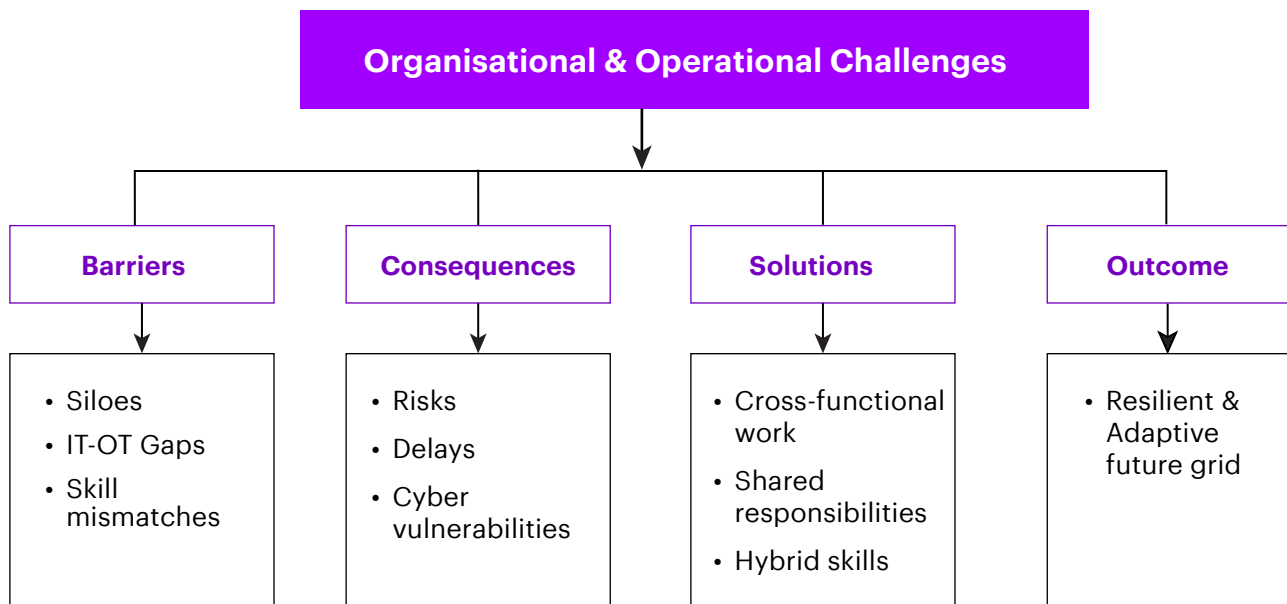 Organisational & Operational Challenges
Barriers
Consequences
Solutions
Outcome
• Siloes
• IT-OT Gaps
• Skill
mismatches
• Risks
• Delays
• Cyber
vulnerabilities
• Cross-functional
work
• Shared
responsibilities
• Hybrid skills
• Resilient &
Adaptive
future grid